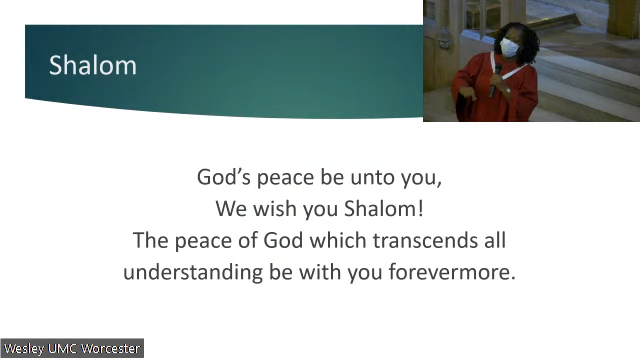 Shalom
God's peace be unto you,
We wish you Shalom!
The peace of God which transcends all
understanding be with you forevermore.
Wesley UMC Worcester